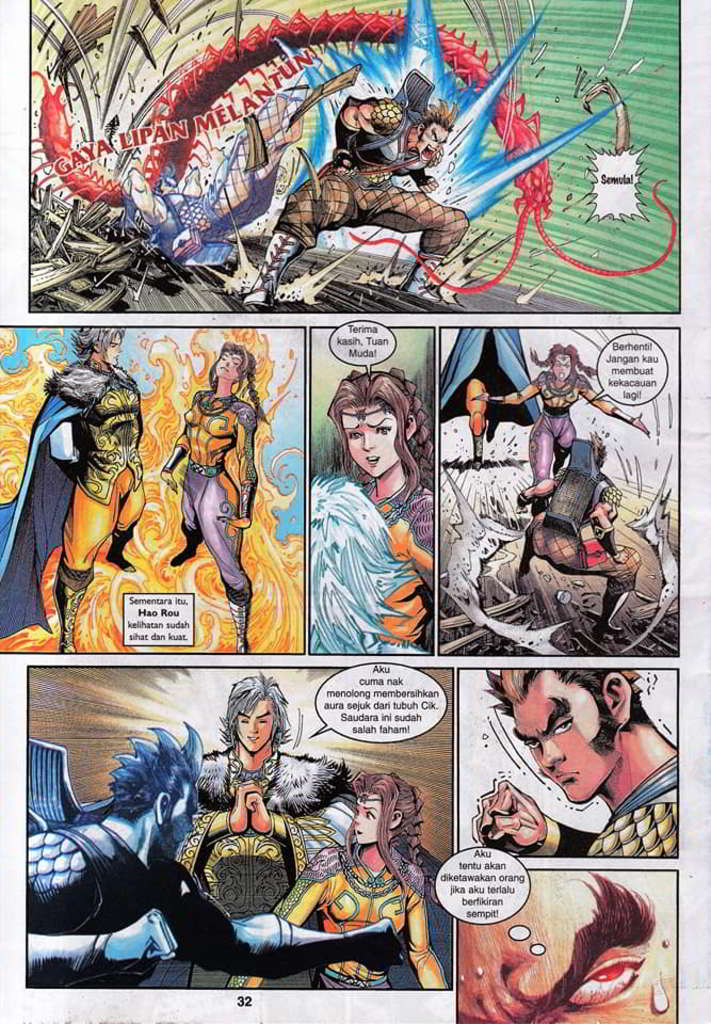 GAYA LIPAN MELANTUN
Semula!
Terima
kasih, Tuan
Muda!
Berhenti!
Jangan kau
membuat
kekacauan
lagi!
Sementara itu,
Hao Rou
kelihatan sudah
sihat dan kuat.
Aku
cuma nak
menolong membersihkan
aura sejuk dari tubuh Cik.
Saudara ini sudah
salah faham!
Aku
tentu akan
diketawakan orang
jika aku terlalu
berfikiran
sempit!
32